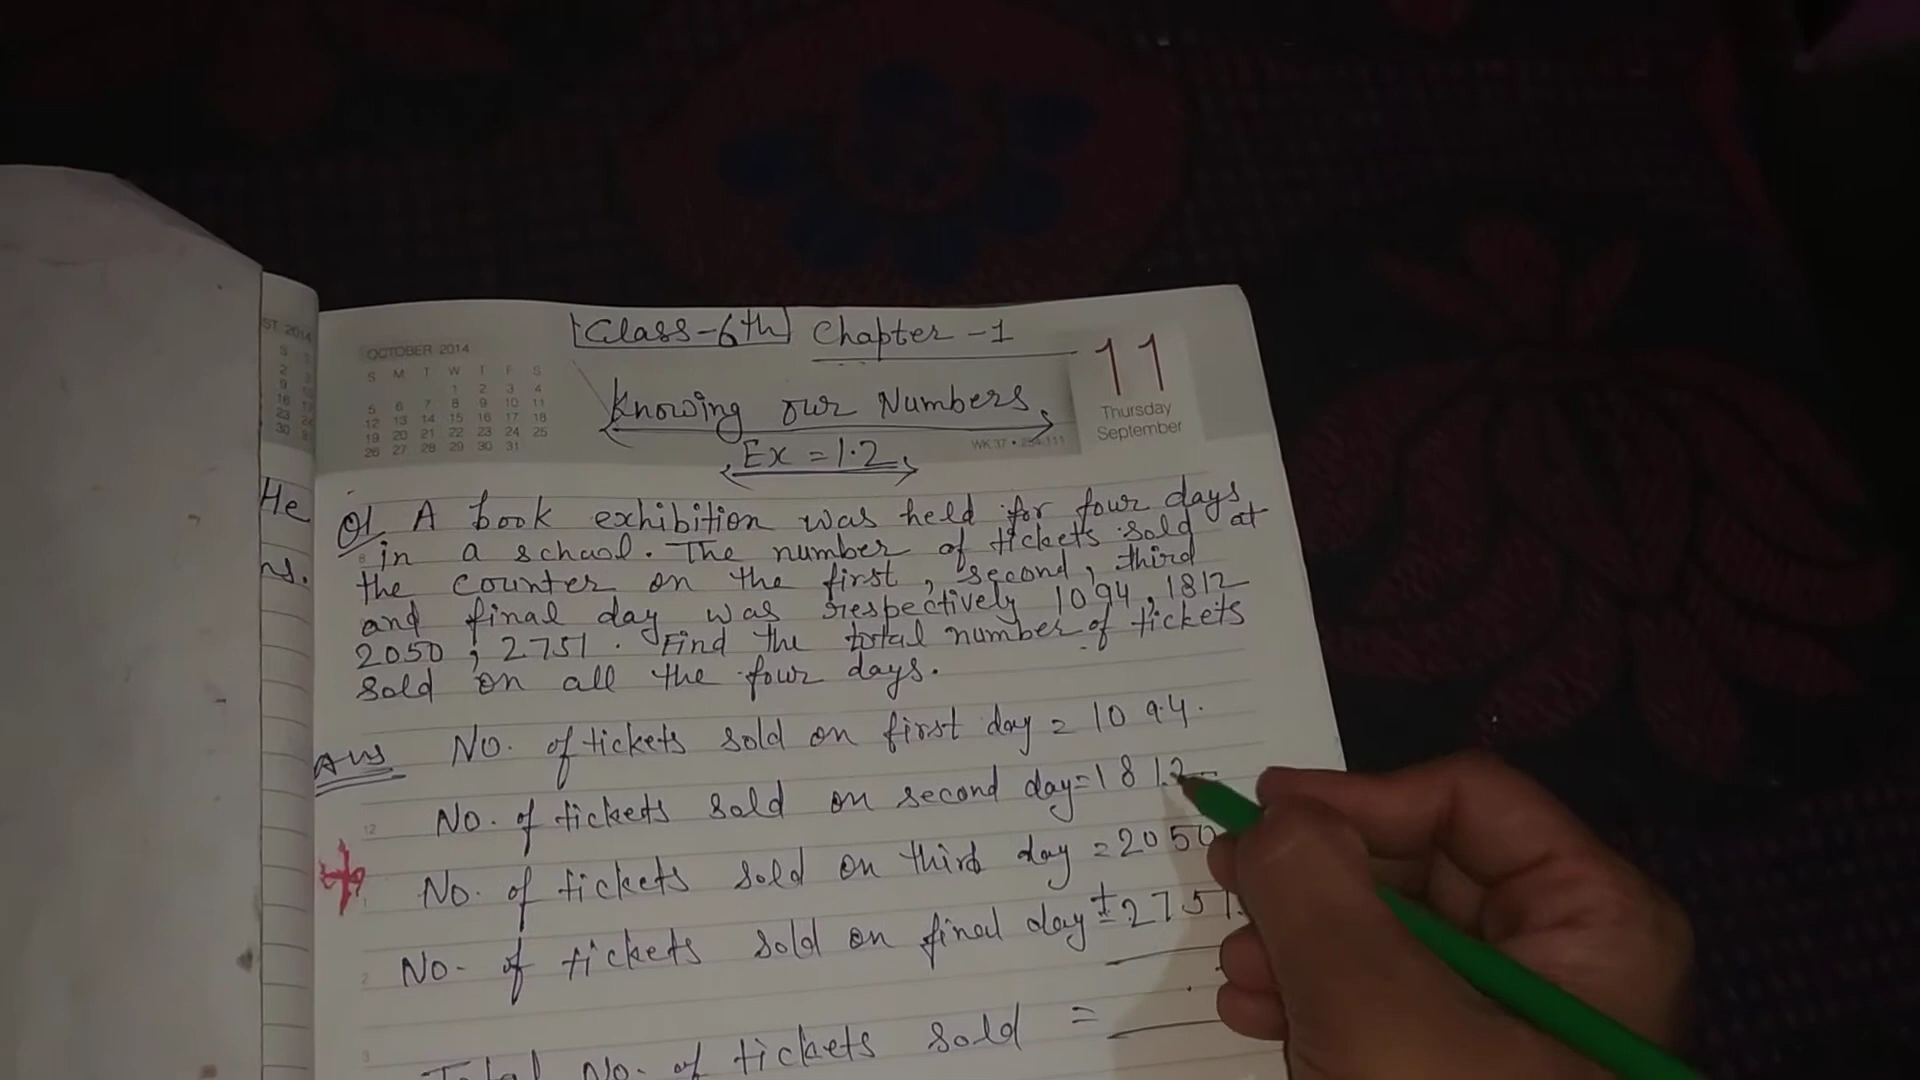 Class-6th Chapter-1
OCTOBER 2014
S M T W T F S
1 2 3 4
5 6 7 8 9 10 11
12 13 14 15 16 17 18
19 20 21 22 23 24 25
26 27 28 29 30 31
11
Thursday
September
Knowing our Numbers
WK 37 •
Ex = 1.2
Q1 A book exhibition was held for four days
in a school. The number of tickets sold at
the counter on the first, second, third
and final day was respectively 1094, 1812
2050, 2751. Find the total number of tickets
sold on all the four days.
Ans No. of tickets sold on first day = 1094.
No. of tickets sold on second day = 1812
No. of tickets sold on third day = 2050
No. of tickets sold on final day = + 2751.
Total No. of tickets sold =
ST 2014
He
ns.